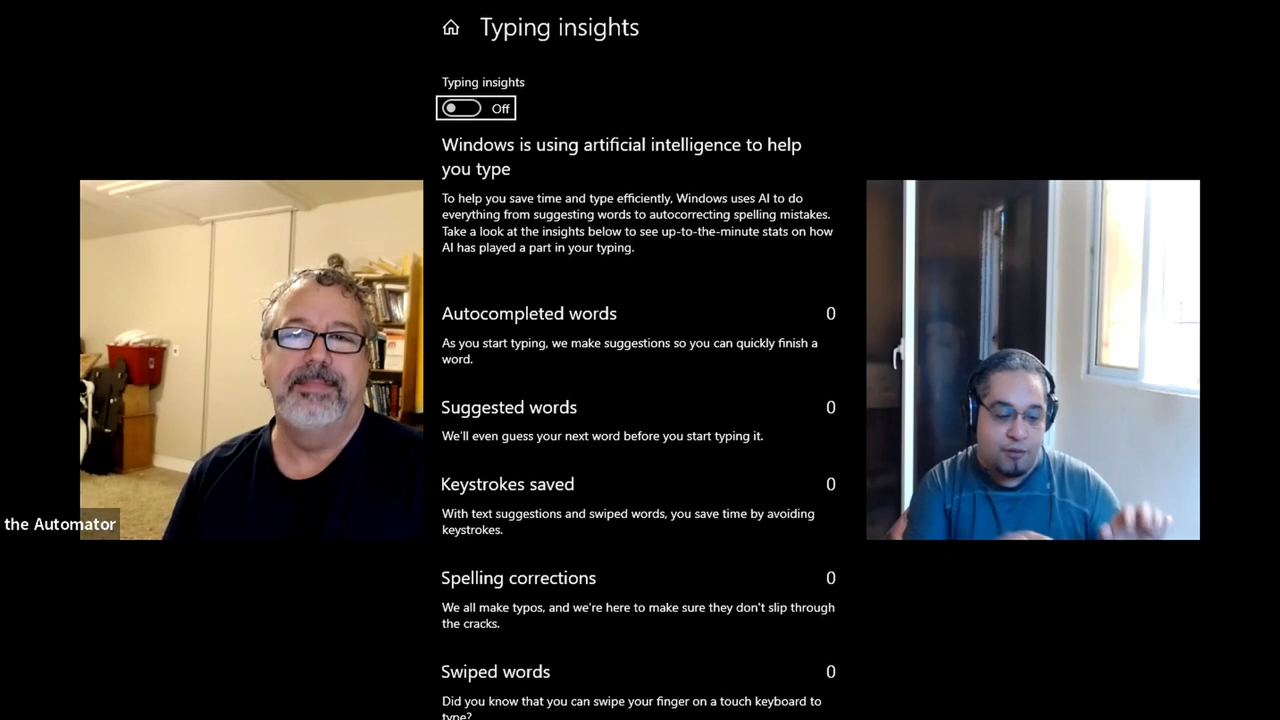 Typing insights
Typing insights
Off
Windows is using artificial intelligence to help
you type
To help you save time and type efficiently, Windows uses AI to do
everything from suggesting words to autocorrecting spelling mistakes.
Take a look at the insights below to see up-to-the-minute stats on how
AI has played a part in your typing.
Autocompleted words 0
As you start typing, we make suggestions so you can quickly finish a
word.
Suggested words 0
We'll even guess your next word before you start typing it.
Keystrokes saved 0
With text suggestions and swiped words, you save time by avoiding
keystrokes.
the Automator
Spelling corrections 0
We all make typos, and we're here to make sure they don't slip through
the cracks.
Swiped words 0
Did you know that you can swipe your finger on a touch keyboard to
type?